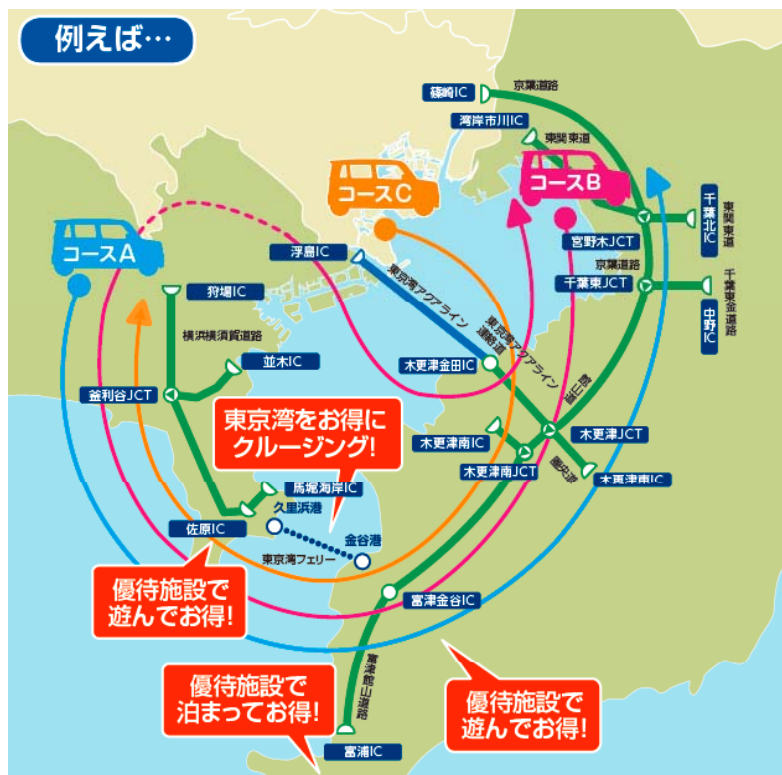 例えば…
篠崎IC
京葉道路
湾岸市川IC
東関東道
コースC
コースB
コースA
千葉北IC
東関東道
宮野木JCT
浮島IC
京葉道路
千葉東JCT
千葉東金道路
中野IC
狩場IC
東京湾アクアライン
東京湾アクアライン
連絡道
横浜横須賀道路
並木IC
木更津金田IC
館山道
釜利谷JCT
東京湾をお得に
クルージング!
木更津南IC
木更津JCT
木更津南JCT
圏央道
木更津東IC
馬堀海岸IC
久里浜港
佐原IC
金谷港
東京湾フェリー
優待施設で
遊んでお得!
富津金谷IC
富津館山道路
優待施設で
泊まってお得!
優待施設で
遊んでお得!
富浦IC